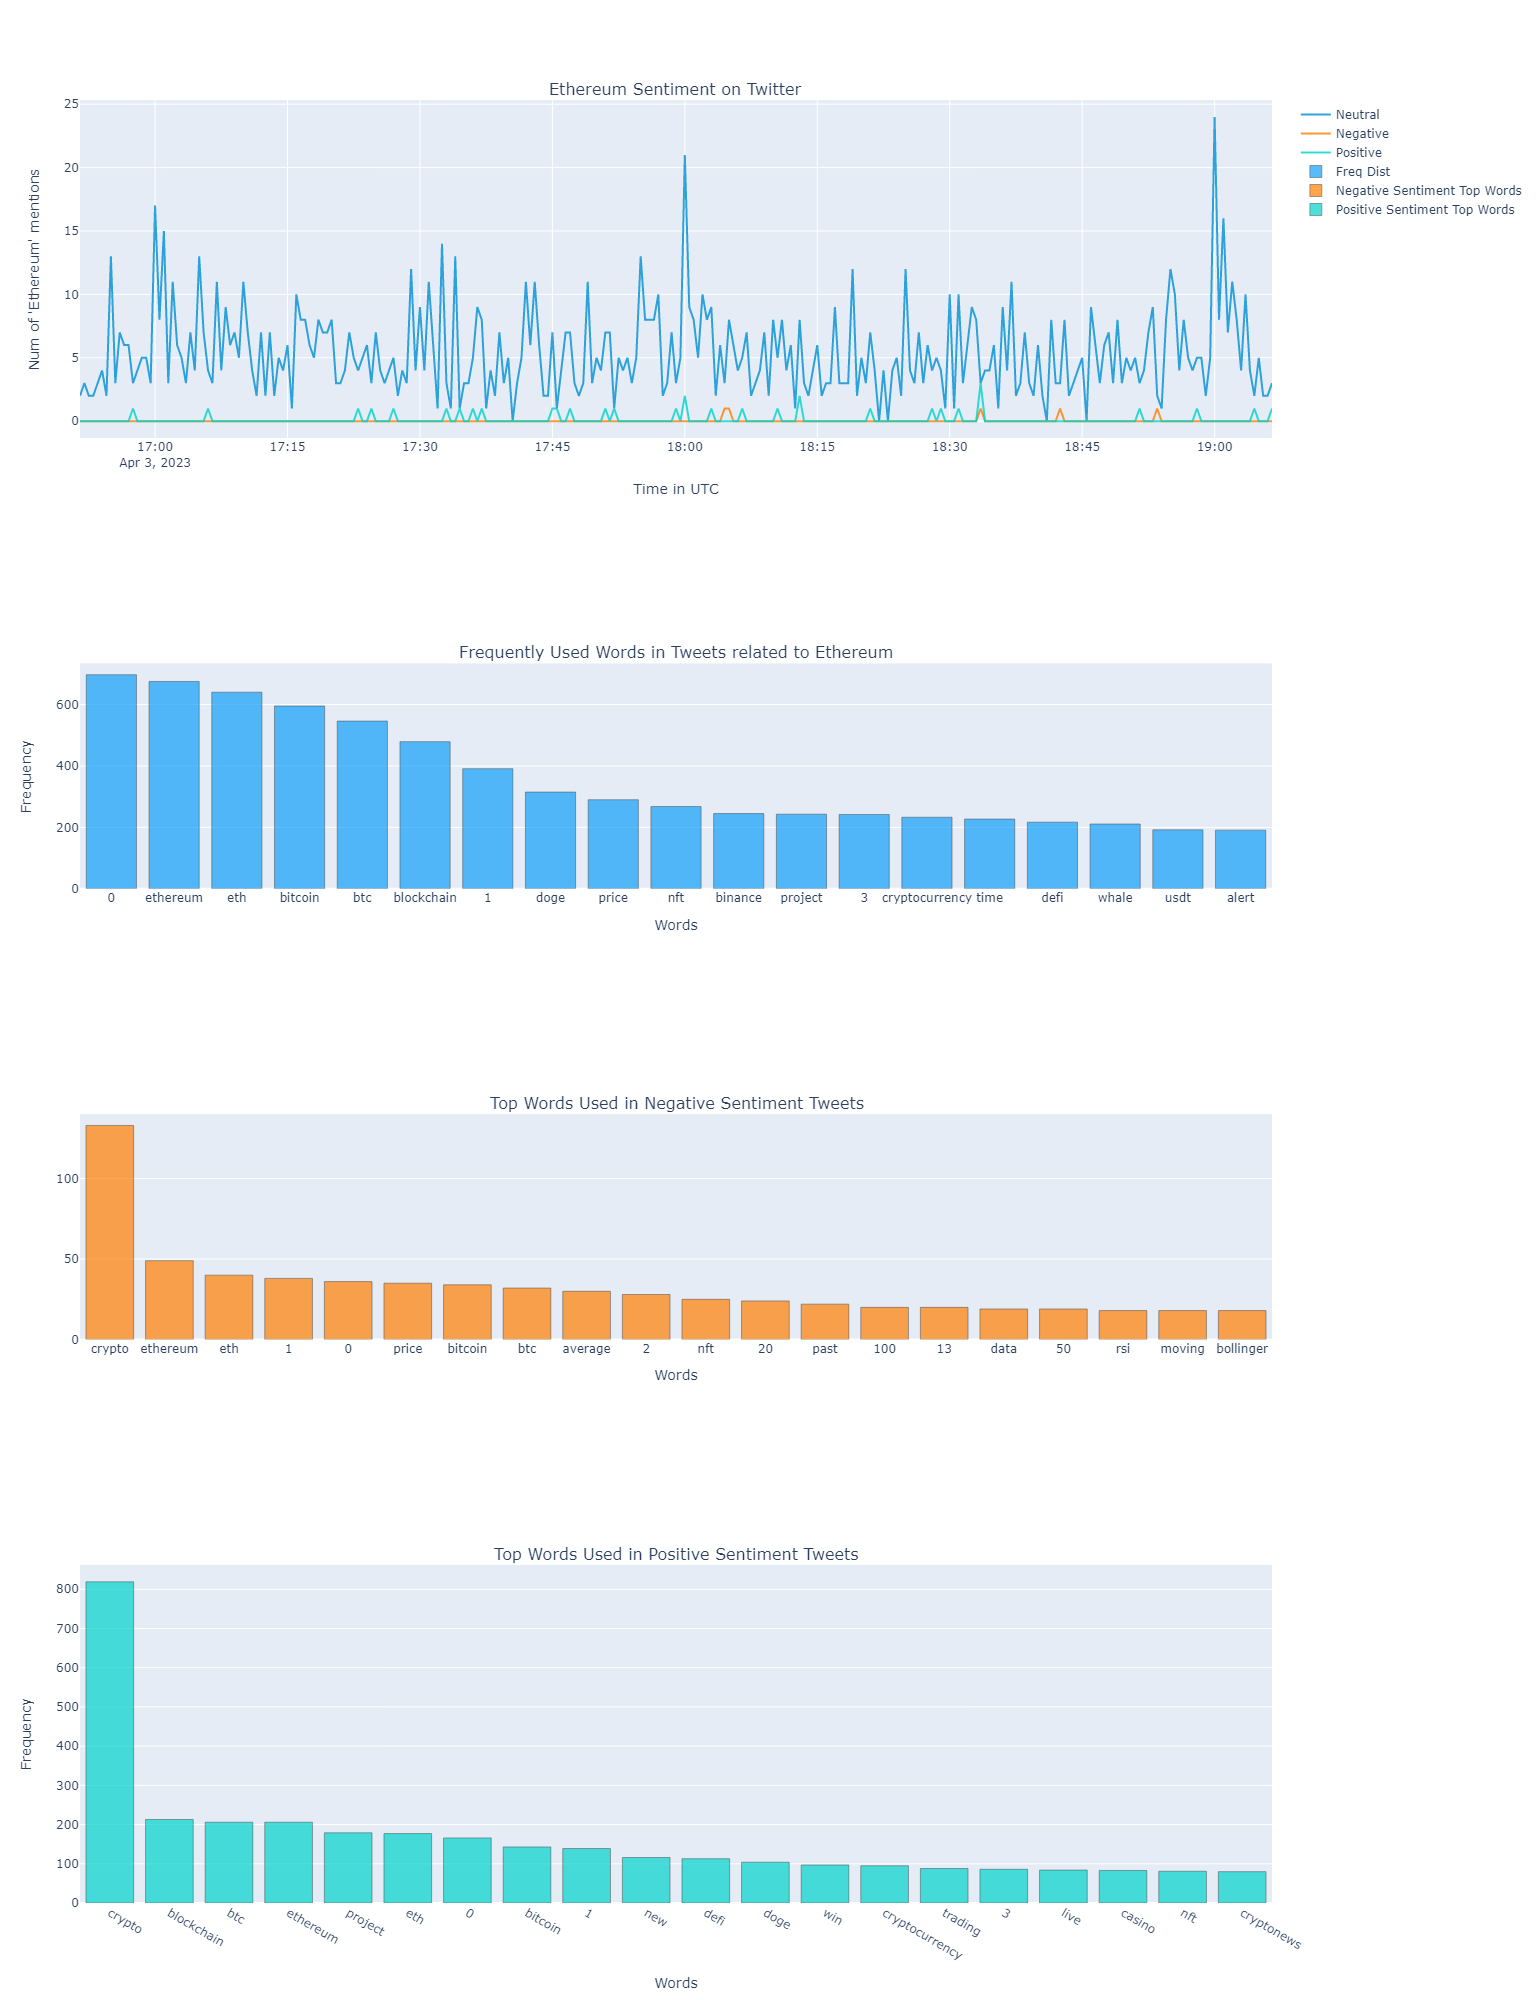 Ethereum Sentiment on Twitter
Num of 'Ethereum' mentions
25
20
15
10
5
0
17:00 17:15 17:30 17:45 18:00 18:15 18:30 18:45 19:00
Apr 3, 2023
Time in UTC
Neutral
Negative
Positive
Freq Dist
Negative Sentiment Top Words
Positive Sentiment Top Words
Frequently Used Words in Tweets related to Ethereum
Frequency
600
400
200
0
0 ethereum eth bitcoin btc blockchain 1 doge price nft binance project 3 cryptocurrency time defi whale usdt alert
Words
Top Words Used in Negative Sentiment Tweets
100
50
0
crypto ethereum eth 1 0 price bitcoin btc average 2 nft 20 past 100 13 data 50 rsi moving bollinger
Words
Top Words Used in Positive Sentiment Tweets
Frequency
800
700
600
500
400
300
200
100
0
crypto blockchain btc ethereum project eth 0 bitcoin 1 new defi doge win cryptocurrency trading 3 live casino nft cryptonews
Words